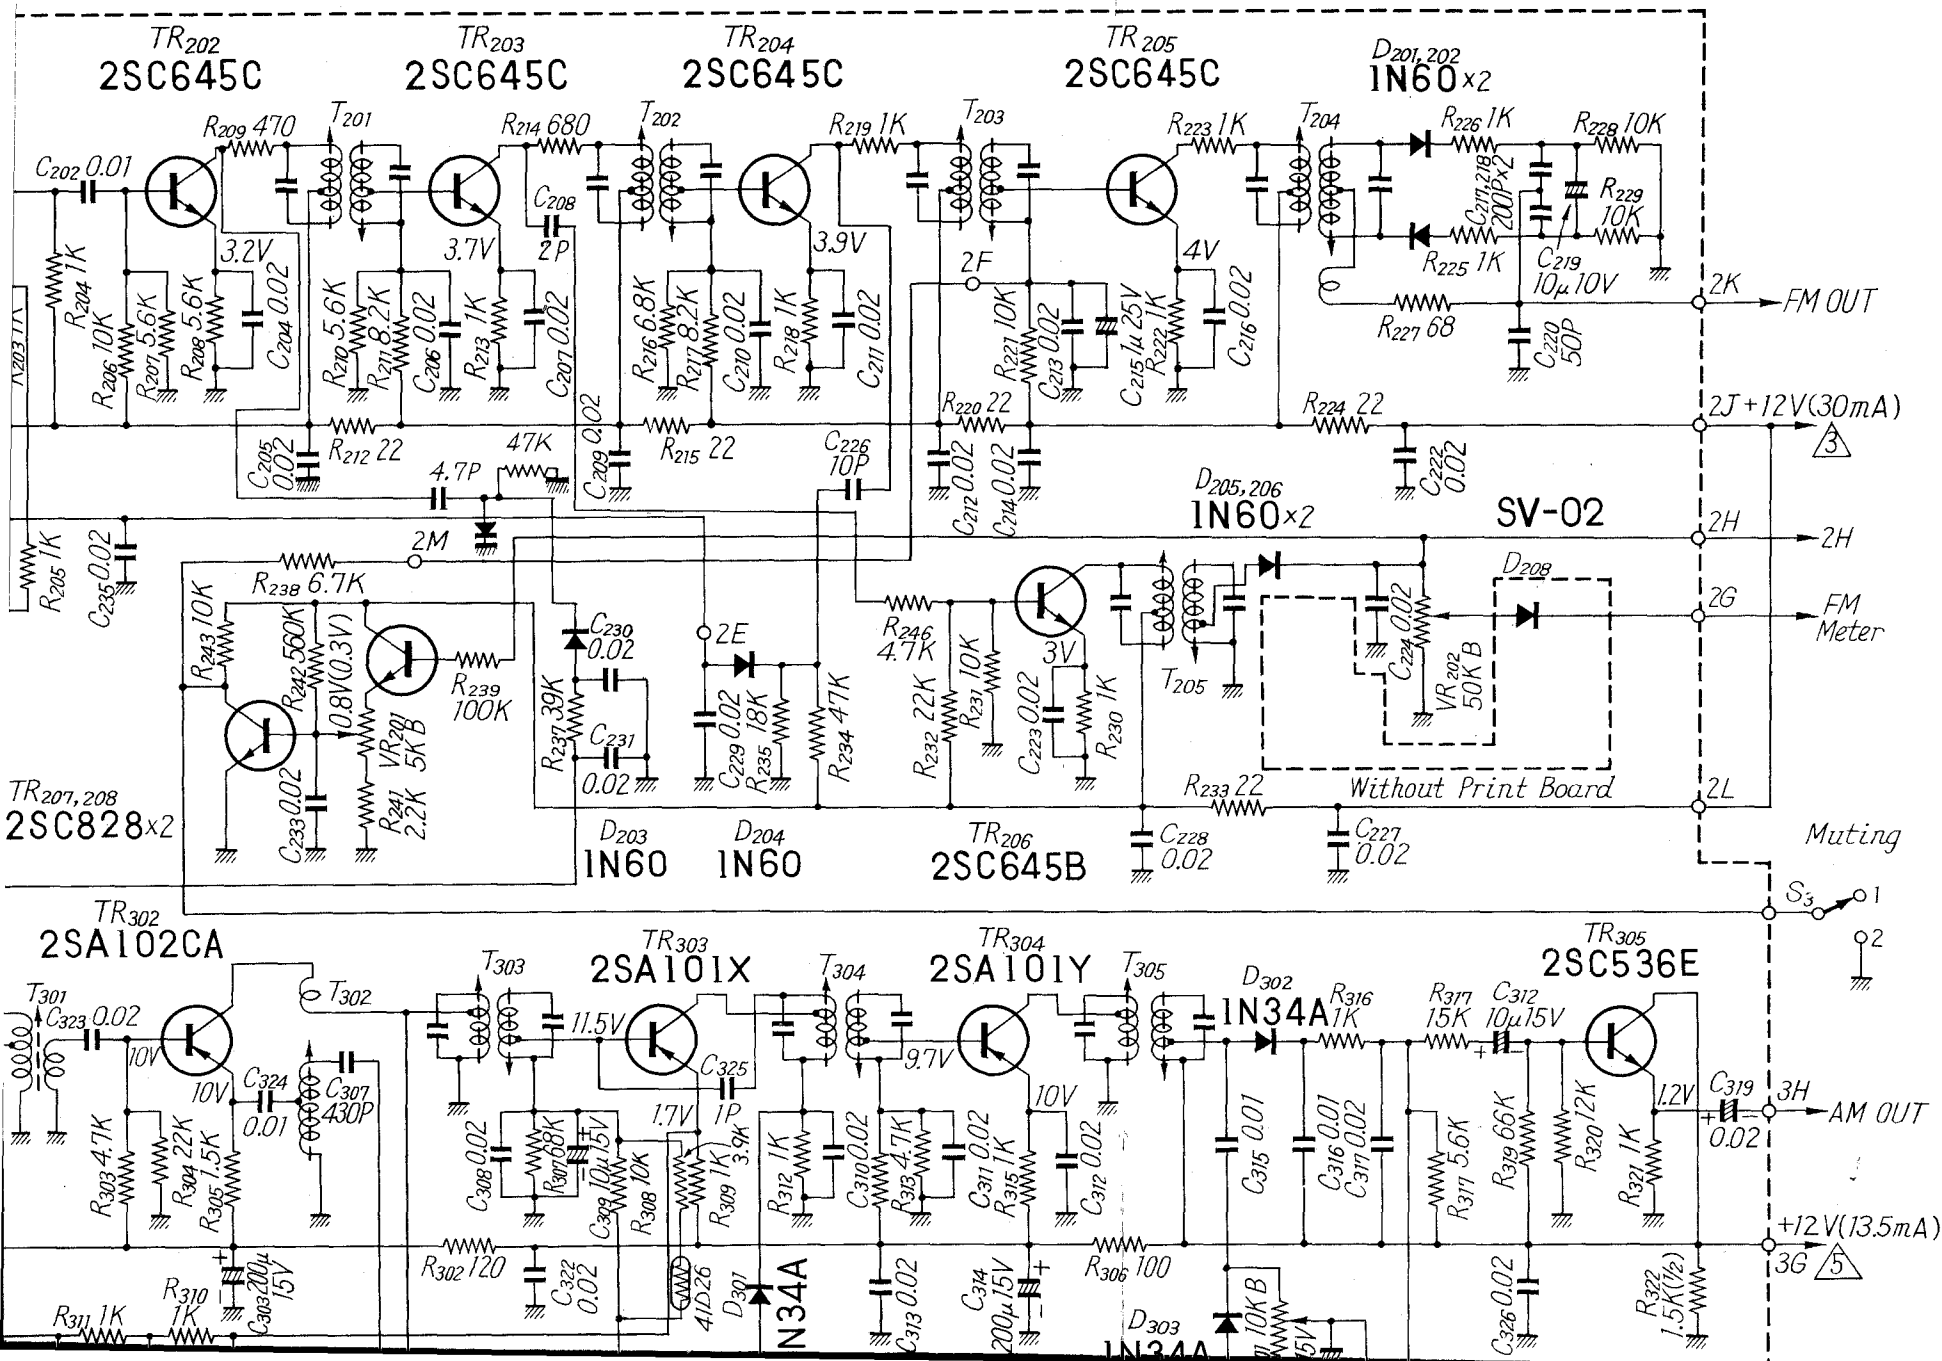 TR202
2SC645C
TR203
2SC645C
TR204
2SC645C
TR205
2SC645C
D201,202
1N60×2
R209 470
T201
R214 680
T202
R219 1K
T203
R223 1K
T204
R226 1K
R228 10K
C202 0.01
C208
2P
C217,218
200P×2
R229
10K
3.2V
3.7V
3.9V
4V
R225 1K
C219
10μ10V
2F
2K
FM OUT
R203 1K
R204 1K
R206 10K
R207 5.6K
R208 5.6K
C204 0.02
R210 5.6K
R211 8.2K
C206 0.02
R213 1K
C207 0.02
R216 6.8K
R217 8.2K
C210 0.02
R218 1K
C211 0.02
R221 10K
C213 0.02
C215 1μ 25V
R222 1K
C216 0.02
R227 68
C220
50P
C205
0.02
R212 22
47K
4.7P
C209 0.02
R215 22
C226
10P
R220 22
C212 0.02
C214 0.02
R224 22
C222
0.02
2J +12V(30mA)
3
D205,206
1N60×2
SV-02
2H
2H
R205 1K
C235 0.02
2M
R238 6.7K
D208
2G
FM
Meter
R243 10K
R242 560K
0.8V(0.3V)
R239
100K
C230
0.02
2E
R246
4.7K
3V
T205
C224 0.02
VR202
50KB
VR201
5KB
R237 39K
C231
0.02
C229 0.02
R235 18K
R234 47K
R232 22K
R231 10K
C223 0.02
R230 1K
TR207,208
2SC828×2
C233 0.02
R241
2.2K
R233 22
Without Print Board
2L
D203
1N60
D204
1N60
TR206
2SC645B
C228
0.02
C227
0.02
Muting
S3
1
2
TR302
2SA102CA
TR303
2SA101X
TR304
2SA101Y
TR305
2SC536E
T301
C323 0.02
T302
T303
T304
T305
D302
1N34A
R316
1K
R317
15K
C312
10μ15V
+
-
10V
10V
C324
0.01
C307
430P
11.5V
C325
1P
9.7V
10V
1.2V
C319
+
-
0.02
3H
AM OUT
1.7V
R303 4.7K
R304 22K
R305 1.5K
C308 0.02
R307 68K
+
-
C309 10μ15V
R308 10K
R309 1K
3.9K
R312 1K
C310 0.02
R313 4.7K
C311 0.02
R315 1K
C312 0.02
C315 0.01
C316 0.01
C317 0.02
R317 5.6K
R319 66K
R320 12K
R321 1K
+12V(13.5mA)
3G
5
R302 120
R306 100
C303 200μ
15V
+
-
C322
0.02
41D26
D301
N34A
C313 0.02
C314
200μ15V
+
-
C326 0.02
R322
1.5K(½)
R311 1K
R310
1K
D303
1N34A
10KB